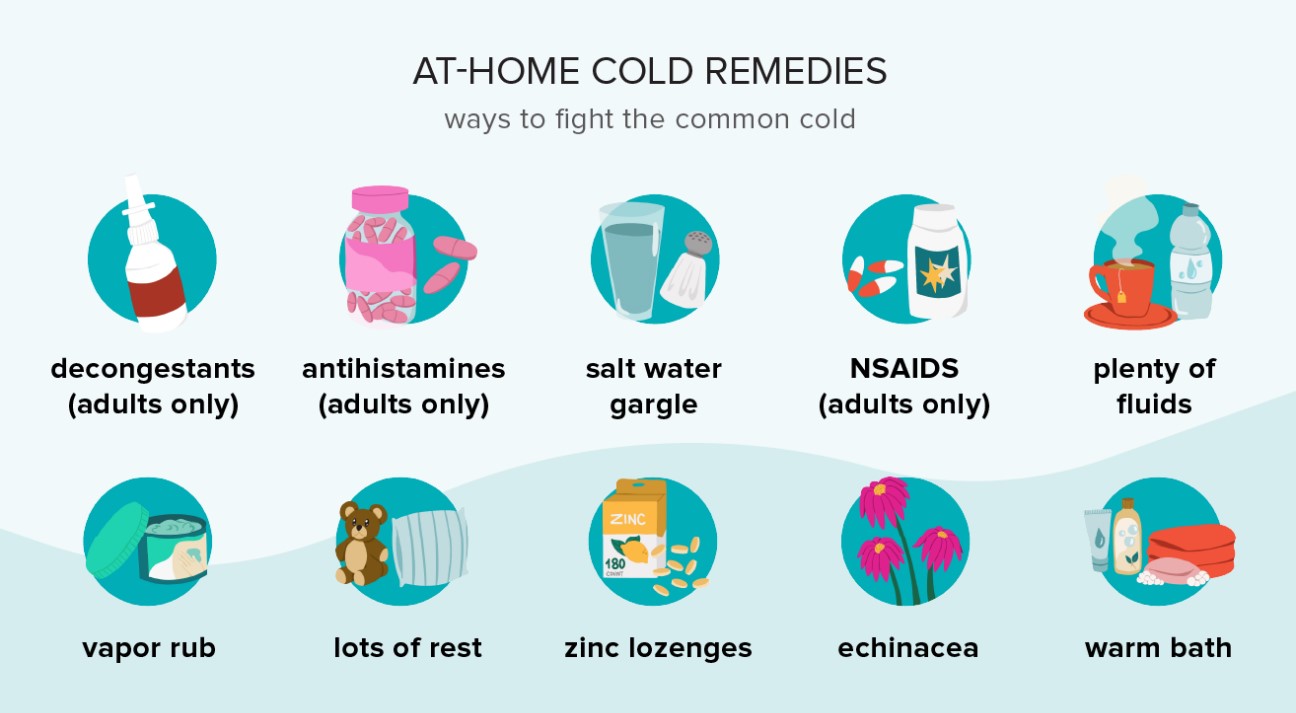 AT-HOME COLD REMEDIES
ways to fight the common cold
decongestants
(adults only)
antihistamines
(adults only)
salt water
gargle
NSAIDS
(adults only)
plenty of
fluids
vapor rub
lots of rest
ZINC
180
COUNT
zinc lozenges
echinacea
warm bath